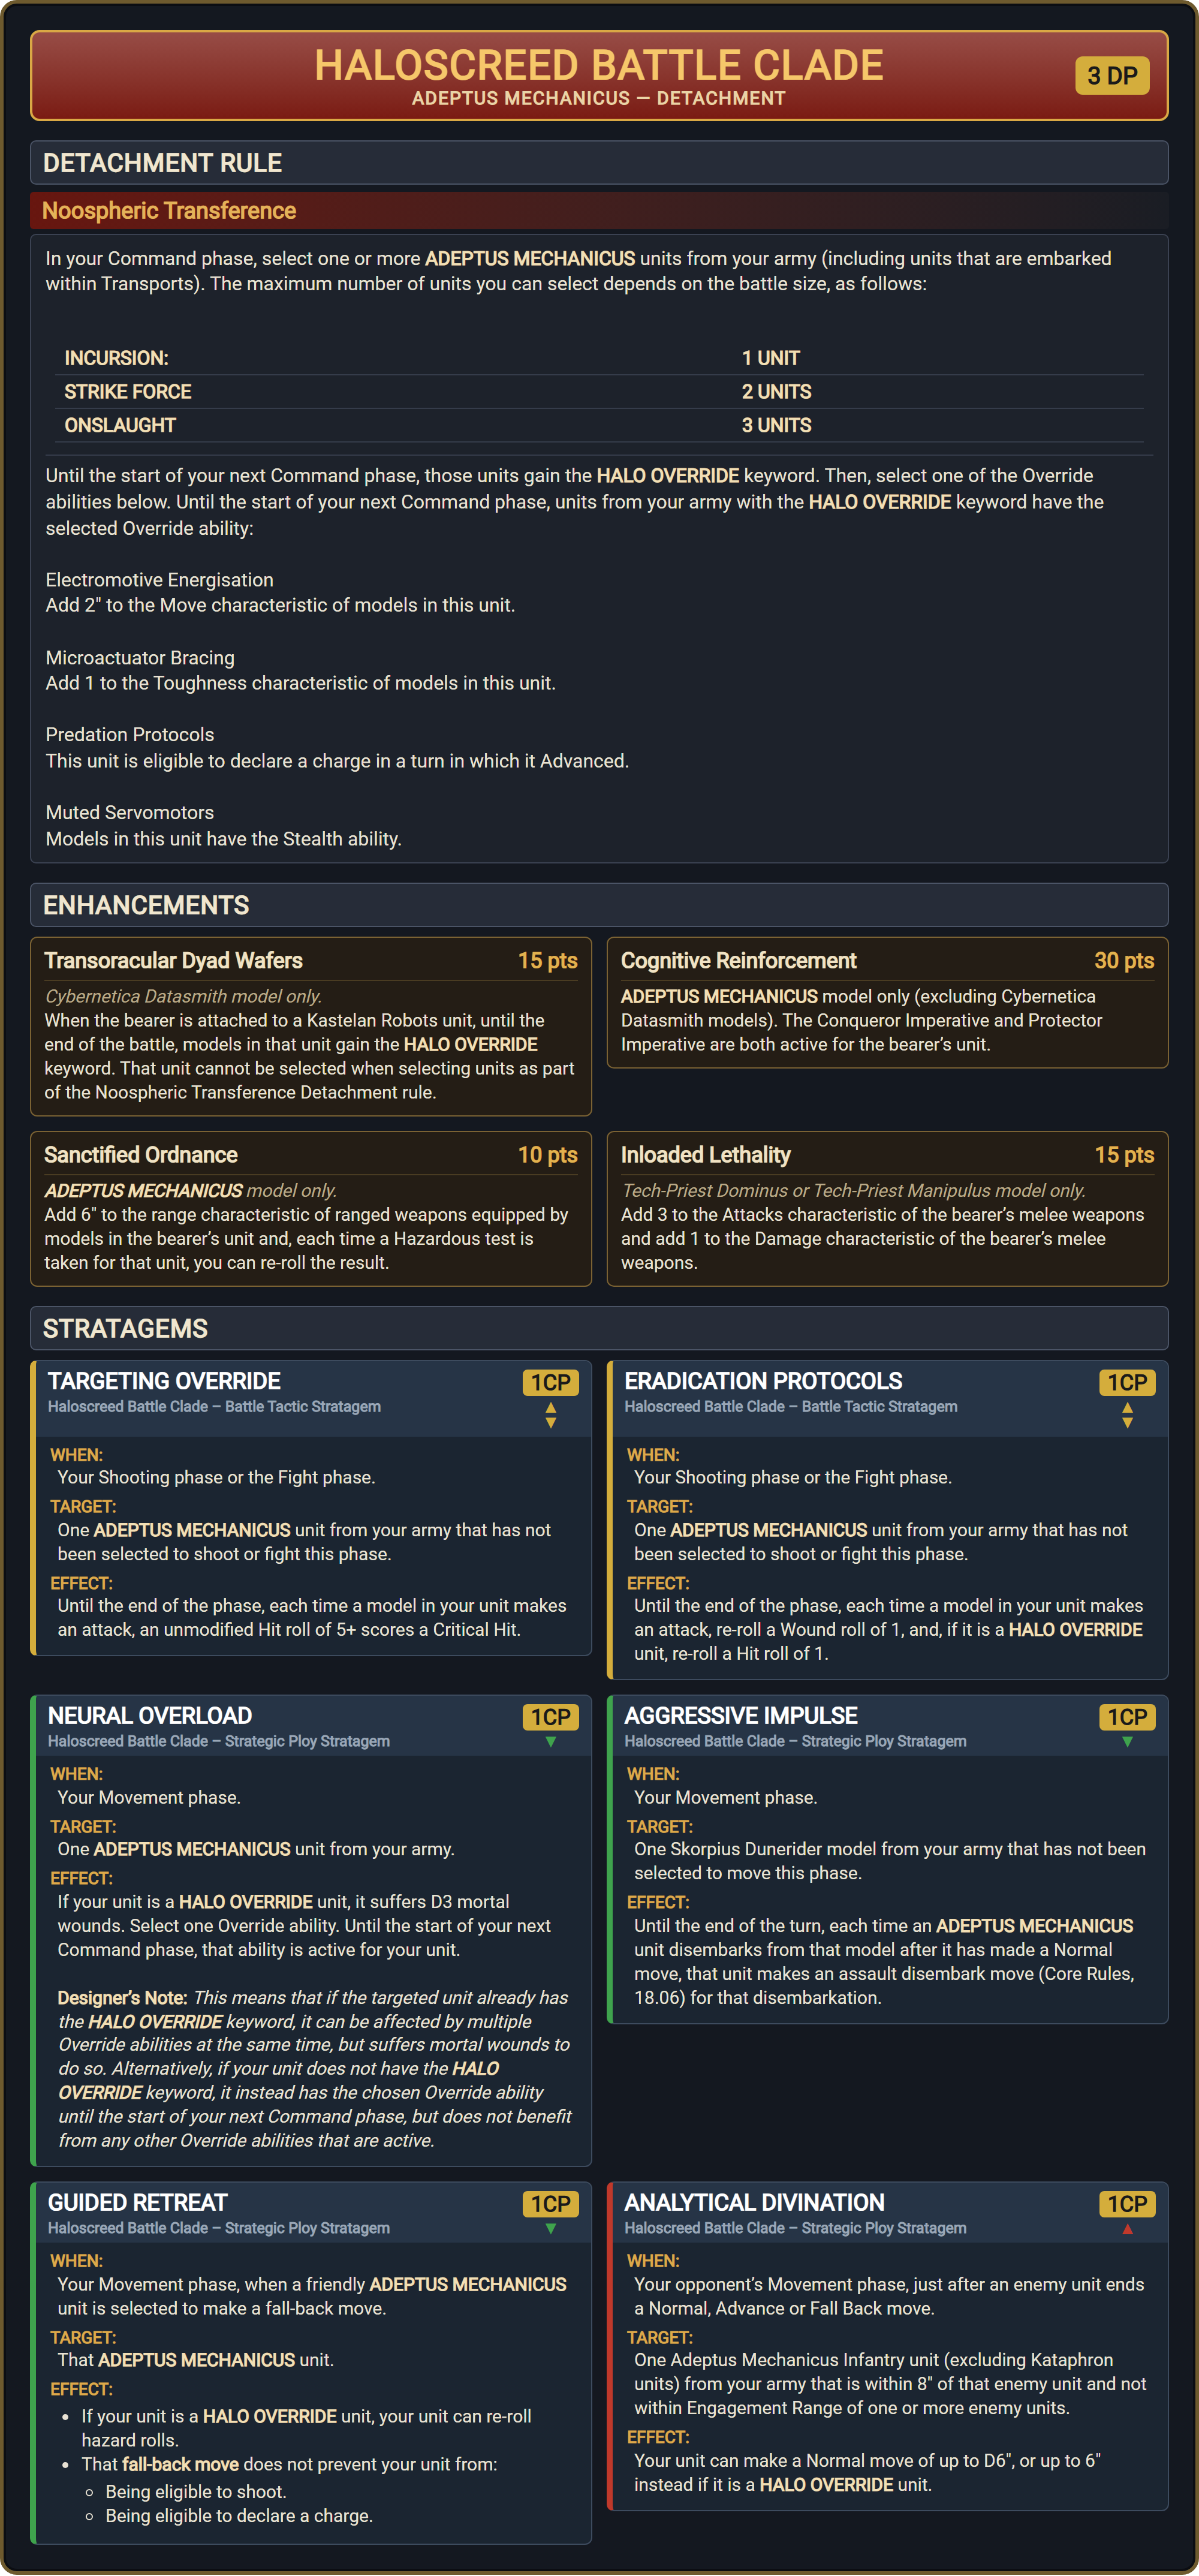 HALOSCREED BATTLE CLADE
ADEPTUS MECHANICUS — DETACHMENT
3 DP
DETACHMENT RULE
Noospheric Transference
In your Command phase, select one or more ADEPTUS MECHANICUS units from your army (including units that are embarked
within Transports). The maximum number of units you can select depends on the battle size, as follows:
INCURSION: 1 UNIT
STRIKE FORCE 2 UNITS
ONSLAUGHT 3 UNITS
Until the start of your next Command phase, those units gain the HALO OVERRIDE keyword. Then, select one of the Override
abilities below. Until the start of your next Command phase, units from your army with the HALO OVERRIDE keyword have the
selected Override ability:
Electromotive Energisation
Add 2" to the Move characteristic of models in this unit.
Microactuator Bracing
Add 1 to the Toughness characteristic of models in this unit.
Predation Protocols
This unit is eligible to declare a charge in a turn in which it Advanced.
Muted Servomotors
Models in this unit have the Stealth ability.
ENHANCEMENTS
Transoracular Dyad Wafers 15 pts
Cybernetica Datasmith model only.
When the bearer is attached to a Kastelan Robots unit, until the
end of the battle, models in that unit gain the HALO OVERRIDE
keyword. That unit cannot be selected when selecting units as part
of the Noospheric Transference Detachment rule.
Cognitive Reinforcement 30 pts
ADEPTUS MECHANICUS model only (excluding Cybernetica
Datasmith models). The Conqueror Imperative and Protector
Imperative are both active for the bearer’s unit.
Sanctified Ordnance 10 pts
ADEPTUS MECHANICUS model only.
Add 6" to the range characteristic of ranged weapons equipped by
models in the bearer’s unit and, each time a Hazardous test is
taken for that unit, you can re-roll the result.
Inloaded Lethality 15 pts
Tech-Priest Dominus or Tech-Priest Manipulus model only.
Add 3 to the Attacks characteristic of the bearer’s melee weapons
and add 1 to the Damage characteristic of the bearer’s melee
weapons.
STRATAGEMS
TARGETING OVERRIDE 1CP
Haloscreed Battle Clade – Battle Tactic Stratagem
▲
▼
WHEN:
Your Shooting phase or the Fight phase.
TARGET:
One ADEPTUS MECHANICUS unit from your army that has not
been selected to shoot or fight this phase.
EFFECT:
Until the end of the phase, each time a model in your unit makes
an attack, an unmodified Hit roll of 5+ scores a Critical Hit.
ERADICATION PROTOCOLS 1CP
Haloscreed Battle Clade – Battle Tactic Stratagem
▲
▼
WHEN:
Your Shooting phase or the Fight phase.
TARGET:
One ADEPTUS MECHANICUS unit from your army that has not
been selected to shoot or fight this phase.
EFFECT:
Until the end of the phase, each time a model in your unit makes
an attack, re-roll a Wound roll of 1, and, if it is a HALO OVERRIDE
unit, re-roll a Hit roll of 1.
NEURAL OVERLOAD 1CP
Haloscreed Battle Clade – Strategic Ploy Stratagem ▼
WHEN:
Your Movement phase.
TARGET:
One ADEPTUS MECHANICUS unit from your army.
EFFECT:
If your unit is a HALO OVERRIDE unit, it suffers D3 mortal
wounds. Select one Override ability. Until the start of your next
Command phase, that ability is active for your unit.
Designer’s Note: This means that if the targeted unit already has
the HALO OVERRIDE keyword, it can be affected by multiple
Override abilities at the same time, but suffers mortal wounds to
do so. Alternatively, if your unit does not have the HALO
OVERRIDE keyword, it instead has the chosen Override ability
until the start of your next Command phase, but does not benefit
from any other Override abilities that are active.
AGGRESSIVE IMPULSE 1CP
Haloscreed Battle Clade – Strategic Ploy Stratagem ▼
WHEN:
Your Movement phase.
TARGET:
One Skorpius Dunerider model from your army that has not been
selected to move this phase.
EFFECT:
Until the end of the turn, each time an ADEPTUS MECHANICUS
unit disembarks from that model after it has made a Normal
move, that unit makes an assault disembark move (Core Rules,
18.06) for that disembarkation.
GUIDED RETREAT 1CP
Haloscreed Battle Clade – Strategic Ploy Stratagem ▼
WHEN:
Your Movement phase, when a friendly ADEPTUS MECHANICUS
unit is selected to make a fall-back move.
TARGET:
That ADEPTUS MECHANICUS unit.
EFFECT:
• If your unit is a HALO OVERRIDE unit, your unit can re-roll
hazard rolls.
• That fall-back move does not prevent your unit from:
◦ Being eligible to shoot.
◦ Being eligible to declare a charge.
ANALYTICAL DIVINATION 1CP
Haloscreed Battle Clade – Strategic Ploy Stratagem ▲
WHEN:
Your opponent’s Movement phase, just after an enemy unit ends
a Normal, Advance or Fall Back move.
TARGET:
One Adeptus Mechanicus Infantry unit (excluding Kataphron
units) from your army that is within 8" of that enemy unit and not
within Engagement Range of one or more enemy units.
EFFECT:
Your unit can make a Normal move of up to D6", or up to 6"
instead if it is a HALO OVERRIDE unit.